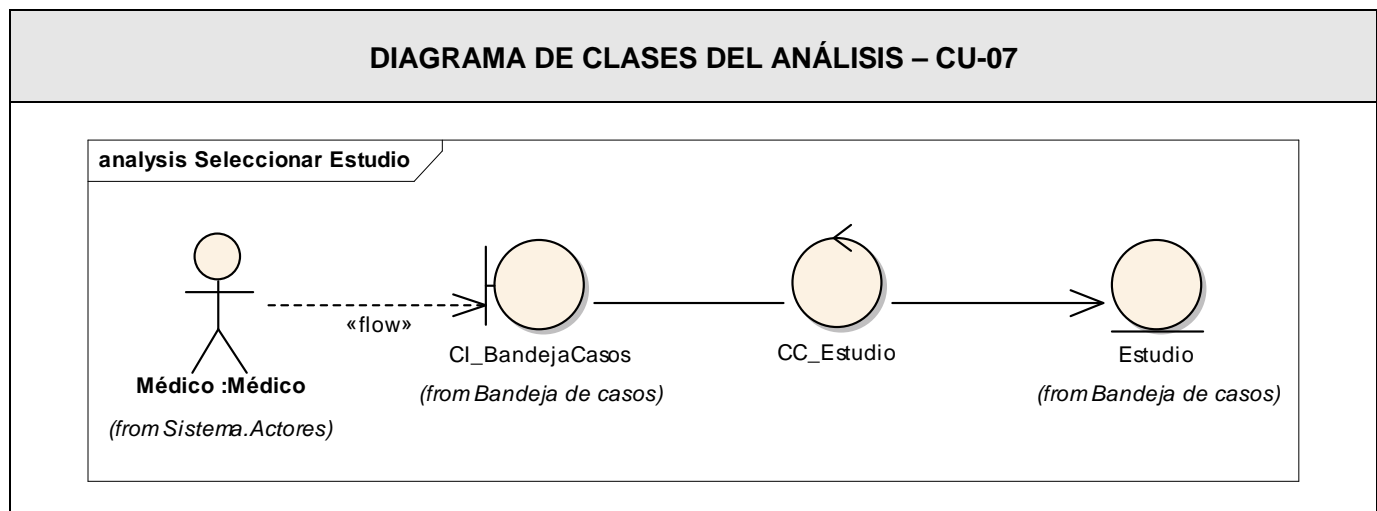 DIAGRAMA DE CLASES DEL ANÁLISIS – CU-07
analysis Seleccionar Estudio
«flow»
CI_BandejaCasos
CC_Estudio
Estudio
Médico :Médico
(from Bandeja de casos)
(from Bandeja de casos)
(from Sistema.Actores)